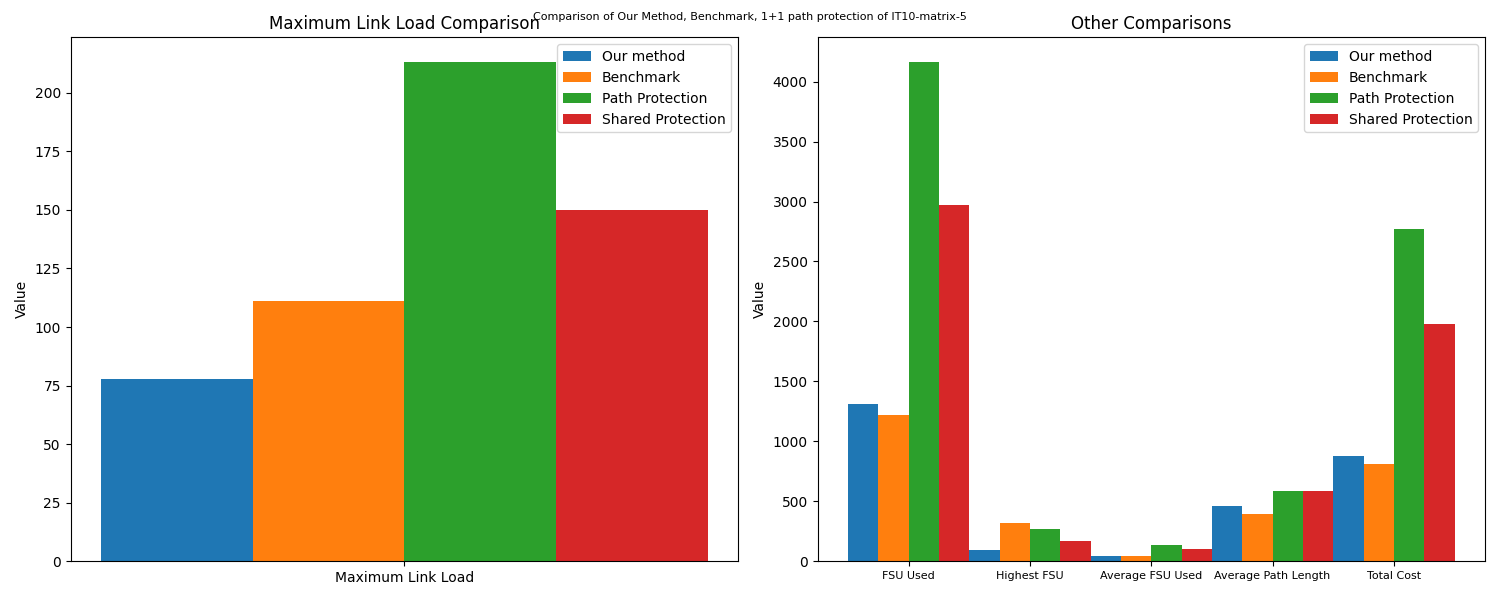 Comparison of Our Method, Benchmark, 1+1 path protection of IT10-matrix-5
Maximum Link Load Comparison
Value
200
175
150
125
100
75
50
25
0
Maximum Link Load
Our method
Benchmark
Path Protection
Shared Protection
Other Comparisons
Value
4000
3500
3000
2500
2000
1500
1000
500
0
FSU Used
Highest FSU
Average FSU Used
Average Path Length
Total Cost
Our method
Benchmark
Path Protection
Shared Protection